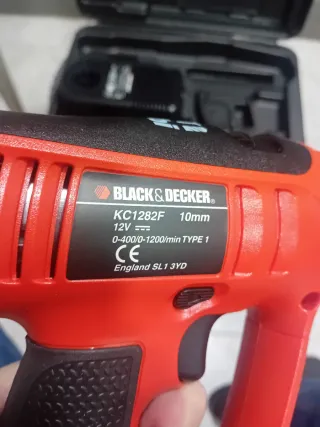 BLACK&DECKER®
KC1282F 10mm
12V ⎓
0-400/0-1200/min TYPE 1
CE
England SL1 3YD